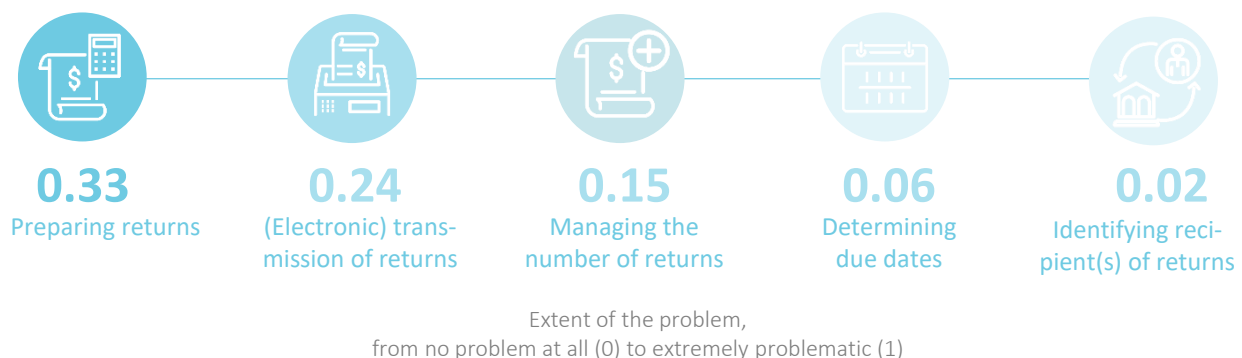 $
$
$
0.33
0.24
0.15
0.06
0.02
Preparing returns
(Electronic) trans-
mission of returns
Managing the
number of returns
Determining
due dates
Identifying reci-
pient(s) of returns
Extent of the problem,
from no problem at all (0) to extremely problematic (1)